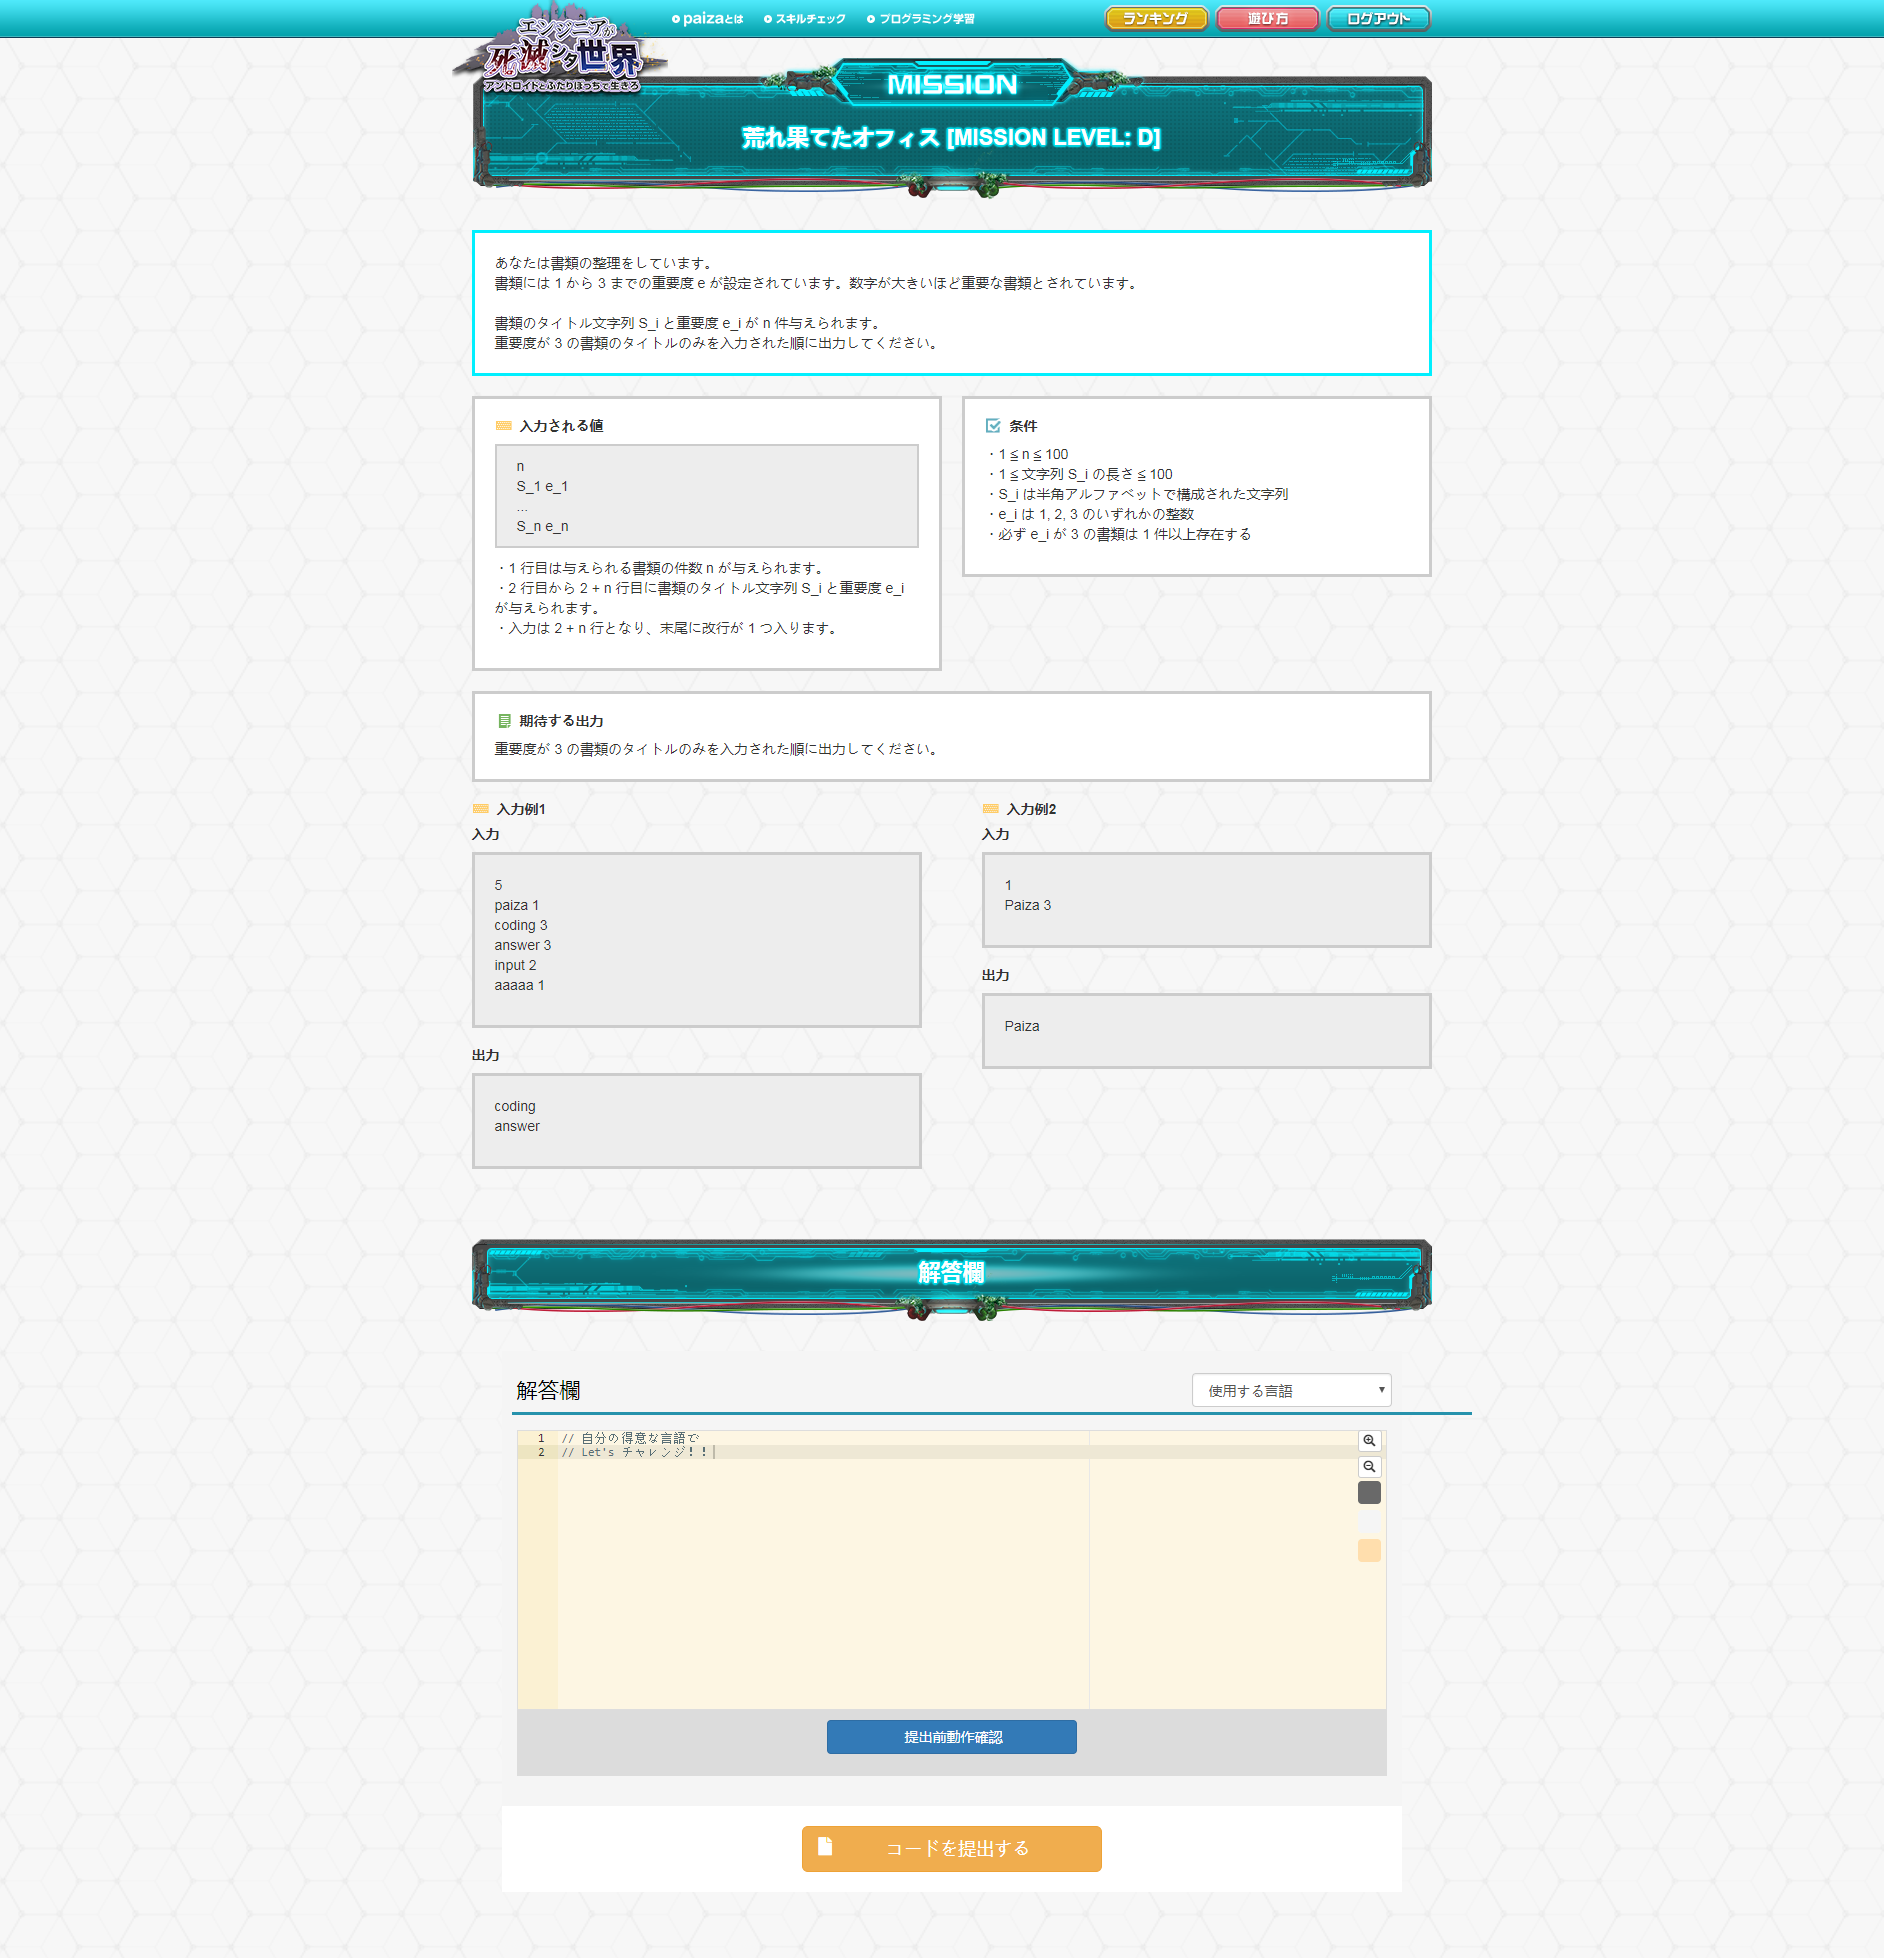 エンジニアが
死滅シタ世界
アンドロイドとふたりぼっちで生きろ
paizaとは
スキルチェック
プログラミング学習
ランキング
遊び方
ログアウト
MISSION
荒れ果てたオフィス [MISSION LEVEL: D]
あなたは書類の整理をしています。
書類には 1 から 3 までの重要度 e が設定されています。数字が大きいほど重要な書類とされています。
書類のタイトル文字列 S_i と重要度 e_i が n 件与えられます。
重要度が 3 の書類のタイトルのみを入力された順に出力してください。
入力される値
n
S_1 e_1
...
S_n e_n
・1 行目は与えられる書類の件数 n が与えられます。
・2 行目から 2 + n 行目に書類のタイトル文字列 S_i と重要度 e_i
が与えられます。
・入力は 2 + n 行となり、末尾に改行が 1 つ入ります。
条件
・1 ≦ n ≦ 100
・1 ≦ 文字列 S_i の長さ ≦ 100
・S_i は半角アルファベットで構成された文字列
・e_i は 1, 2, 3 のいずれかの整数
・必ず e_i が 3 の書類は 1 件以上存在する
期待する出力
重要度が 3 の書類のタイトルのみを入力された順に出力してください。
入力例1
入力
5
paiza 1
coding 3
answer 3
input 2
aaaaa 1
出力
coding
answer
入力例2
入力
1
Paiza 3
出力
Paiza
解答欄
解答欄
使用する言語
1 // 自分の得意な言語で
2 // Let's チャレンジ！！
提出前動作確認
コードを提出する